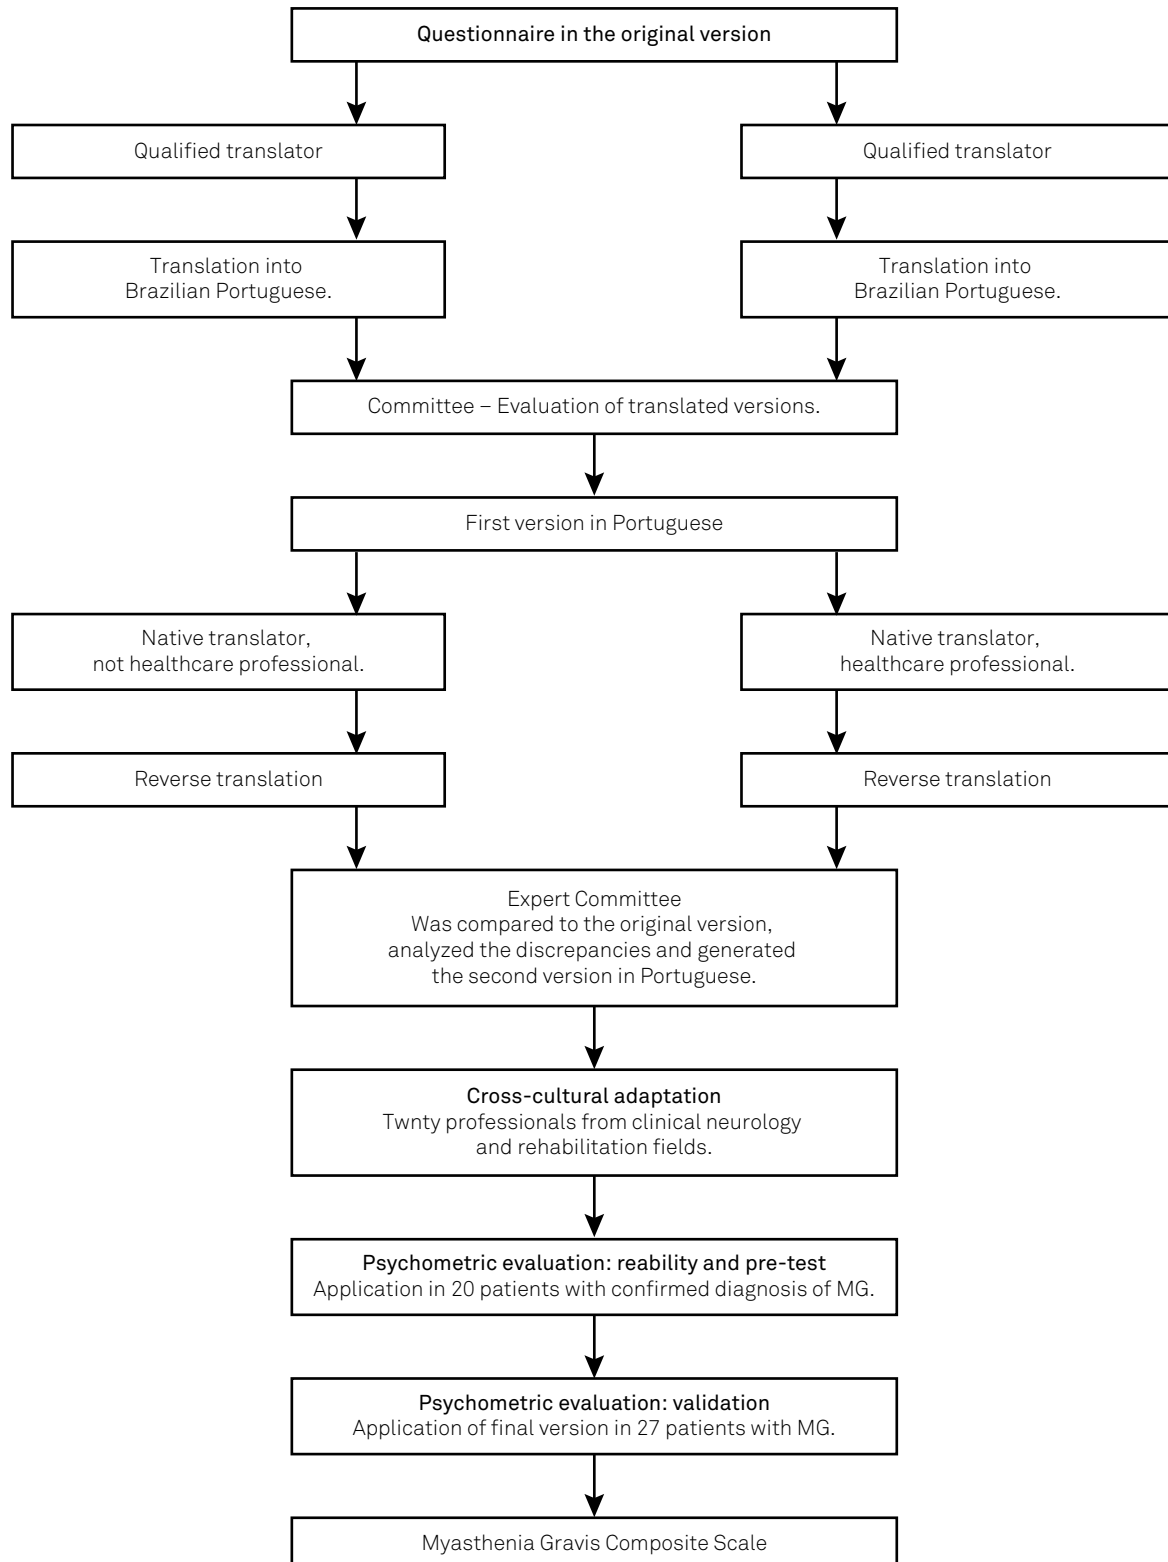 Questionnaire in the original version
Qualified translator
Qualified translator
Translation into
Brazilian Portuguese.
Translation into
Brazilian Portuguese.
Committee – Evaluation of translated versions.
First version in Portuguese
Native translator,
not healthcare professional.
Native translator,
healthcare professional.
Reverse translation
Reverse translation
Expert Committee
Was compared to the original version,
analyzed the discrepancies and generated
the second version in Portuguese.
Cross-cultural adaptation
Twnty professionals from clinical neurology
and rehabilitation fields.
Psychometric evaluation: reability and pre-test
Application in 20 patients with confirmed diagnosis of MG.
Psychometric evaluation: validation
Application of final version in 27 patients with MG.
Myasthenia Gravis Composite Scale